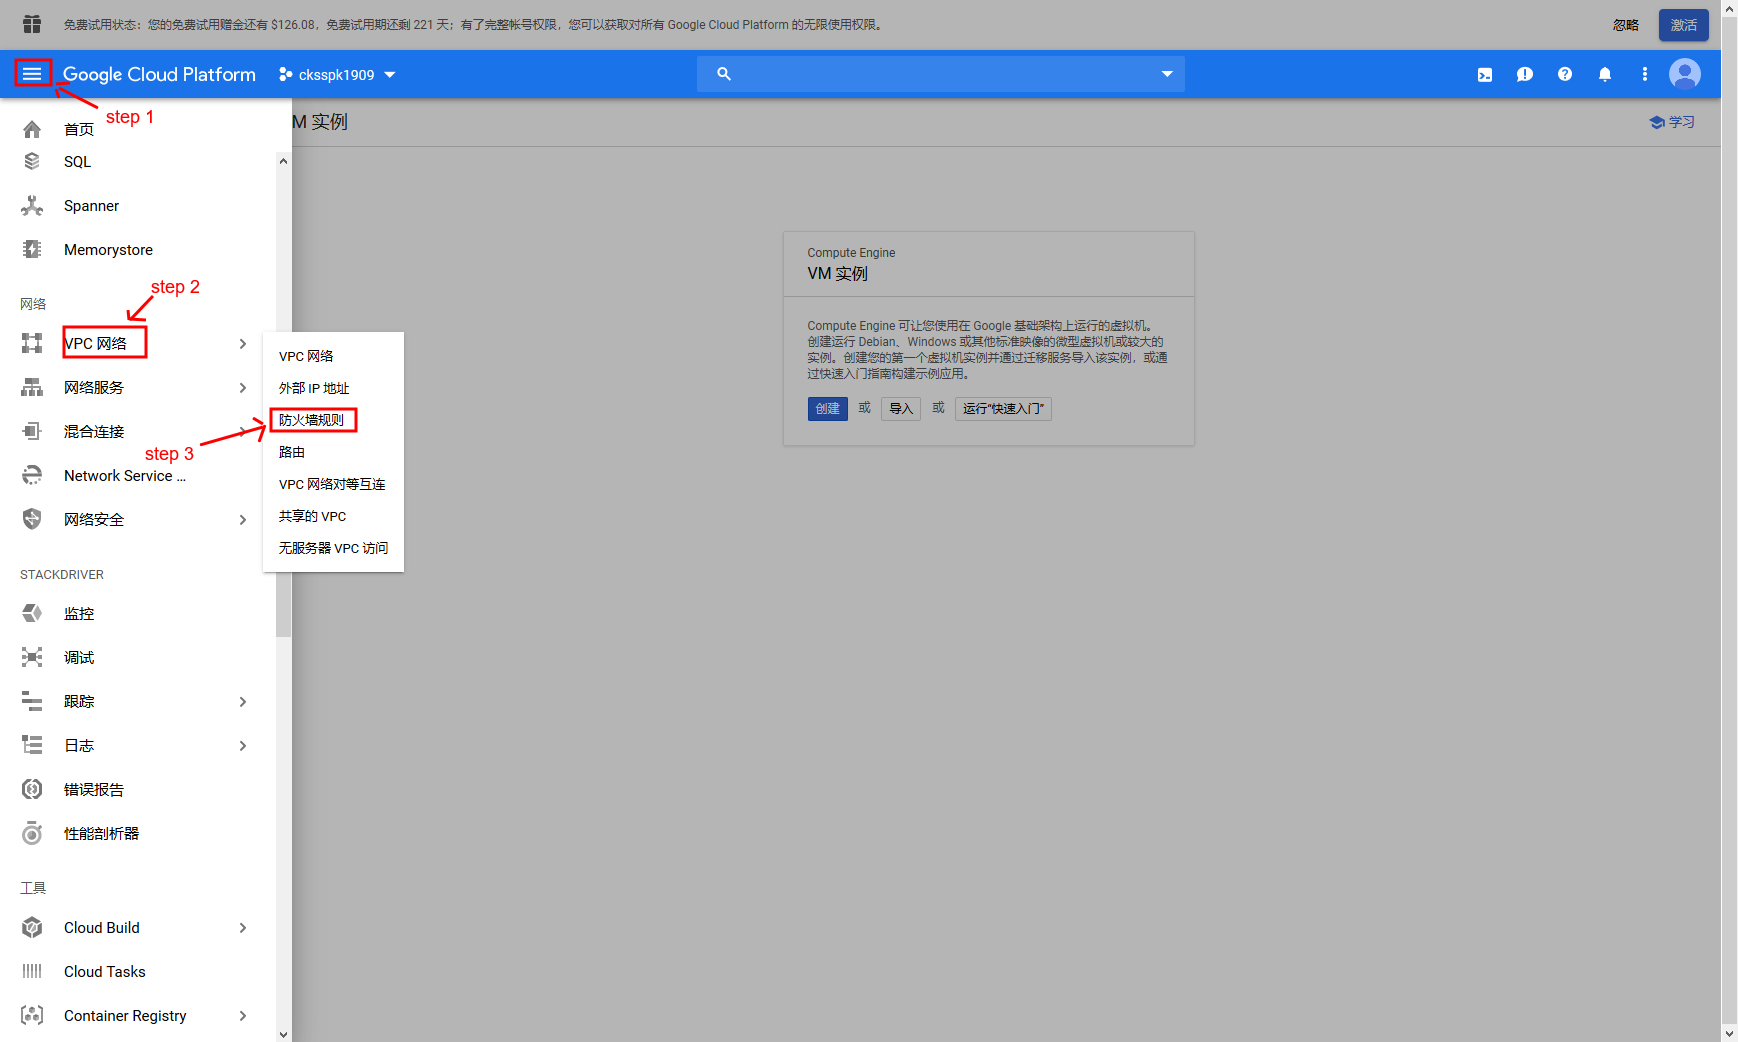 免费试用状态：您的免费试用赠金还有 $126.08，免费试用期还剩 221 天；有了完整帐号权限，您可以获取对所有 Google Cloud Platform 的无限使用权限。
忽略
激活
Google Cloud Platform
cksspk1909
step 1
首页
VM 实例
学习
SQL
Spanner
Memorystore
step 2
网络
VPC 网络
网络服务
混合连接
step 3
Network Service ...
网络安全
VPC 网络
外部 IP 地址
防火墙规则
路由
VPC 网络对等互连
共享的 VPC
无服务器 VPC 访问
Compute Engine
VM 实例
Compute Engine 可让您使用在 Google 基础架构上运行的虚拟机。
创建运行 Debian、Windows 或其他标准映像的微型虚拟机或较大的
实例。创建您的第一个虚拟机实例并通过迁移服务导入该实例，或通
过快速入门指南构建示例应用。
创建 或 导入 或 运行“快速入门”
STACKDRIVER
监控
调试
跟踪
日志
错误报告
性能剖析器
工具
Cloud Build
Cloud Tasks
Container Registry